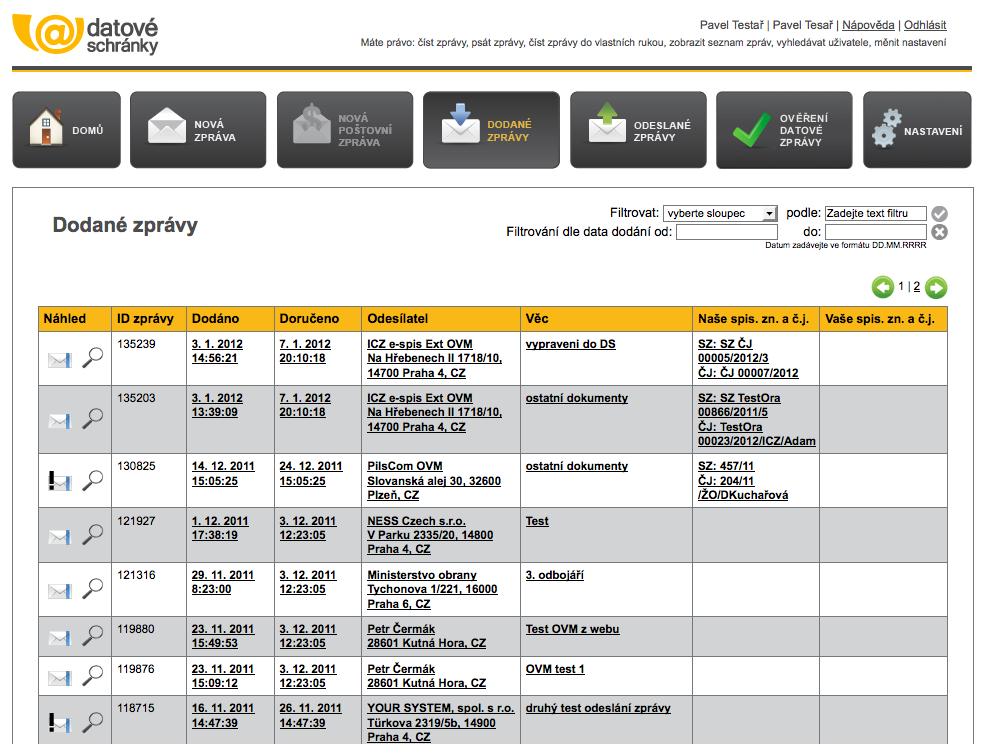 datové
schránky
Pavel Testař | Pavel Tesař | Nápověda | Odhlásit
Máte právo: číst zprávy, psát zprávy, číst zprávy do vlastních rukou, zobrazit seznam zpráv, vyhledávat uživatele, měnit nastavení
DOMŮ
NOVÁ
ZPRÁVA
NOVÁ
POŠTOVNÍ
ZPRÁVA
DODANÉ
ZPRÁVY
ODESLANÉ
ZPRÁVY
OVĚŘENÍ
DATOVÉ
ZPRÁVY
NASTAVENÍ
Dodané zprávy
Filtrovat: vyberte sloupec podle: Zadejte text filtru
Filtrování dle data dodání od: do:
Datum zadávejte ve formátu DD.MM.RRRR
1 | 2
Náhled ID zprávy Dodáno Doručeno Odesílatel Věc Naše spis. zn. a č.j. Vaše spis. zn. a č.j.
135239 3. 1. 2012 7. 1. 2012 ICZ e-spis Ext OVM vypraveni do DS SZ: SZ ČJ
14:56:21 20:10:18 Na Hřebenech II 1718/10, 00005/2012/3
14700 Praha 4, CZ ČJ: ČJ 00007/2012
135203 3. 1. 2012 7. 1. 2012 ICZ e-spis Ext OVM ostatní dokumenty SZ: SZ TestOra
13:39:09 20:10:18 Na Hřebenech II 1718/10, 00866/2011/5
14700 Praha 4, CZ ČJ: TestOra
00023/2012/ICZ/Adam
130825 14. 12. 2011 24. 12. 2011 PilsCom OVM ostatní dokumenty SZ: 457/11
15:05:25 15:05:25 Slovanská alej 30, 32600 ČJ: 204/11
Plzeň, CZ /ŽO/DKuchařová
121927 1. 12. 2011 3. 12. 2011 NESS Czech s.r.o. Test
17:38:19 12:23:05 V Parku 2335/20, 14800
Praha 4, CZ
121316 29. 11. 2011 3. 12. 2011 Ministerstvo obrany 3. odbojáři
8:23:00 12:23:05 Tychonova 1/221, 16000
Praha 6, CZ
119880 23. 11. 2011 3. 12. 2011 Petr Čermák Test OVM z webu
15:49:53 12:23:05 28601 Kutná Hora, CZ
119876 23. 11. 2011 3. 12. 2011 Petr Čermák OVM test 1
15:09:12 12:23:05 28601 Kutná Hora, CZ
118715 16. 11. 2011 26. 11. 2011 YOUR SYSTEM, spol. s r.o. druhý test odeslání zprávy
14:47:39 14:47:39 Türkova 2319/5b, 14900
Praha 4, CZ